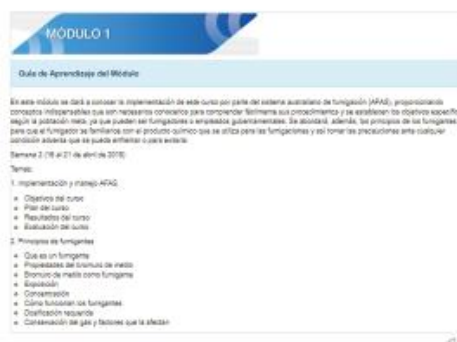 MÓDULO 1
Guía de Aprendizaje del Módulo
En este módulo se dará a conocer la implementación de este curso por parte del sistema australiano de fumigación (AFAS), proporcionando
conceptos indispensables que son necesarios conocerlos para comprender fácilmente sus procedimientos y se establecen los objetivos específic
según la población meta, ya que pueden ser fumigadores o empleados gubernamentales. Se abordará, además, los principios de los fumigantes
para que el fumigador se familiarice con el producto químico que se utiliza para las fumigaciones y así tomar las precauciones ante cualquier
condición adversa que se pueda enfrentar o para evitarla.
Semana 2 (16 al 21 de abril de 2018)
Temas:
1. Implementación y manejo AFAS.
Objetivos del curso
Plan del curso
Resultados del curso
Evaluación del curso
2. Principios de fumigantes
Que es un fumigante
Propiedades del bromuro de metilo
Bromuro de metilo como fumigante
Exposición
Concentración
Cómo funcionan los fumigantes
Dosificación requerida
Conservación del gas y factores que la afectan